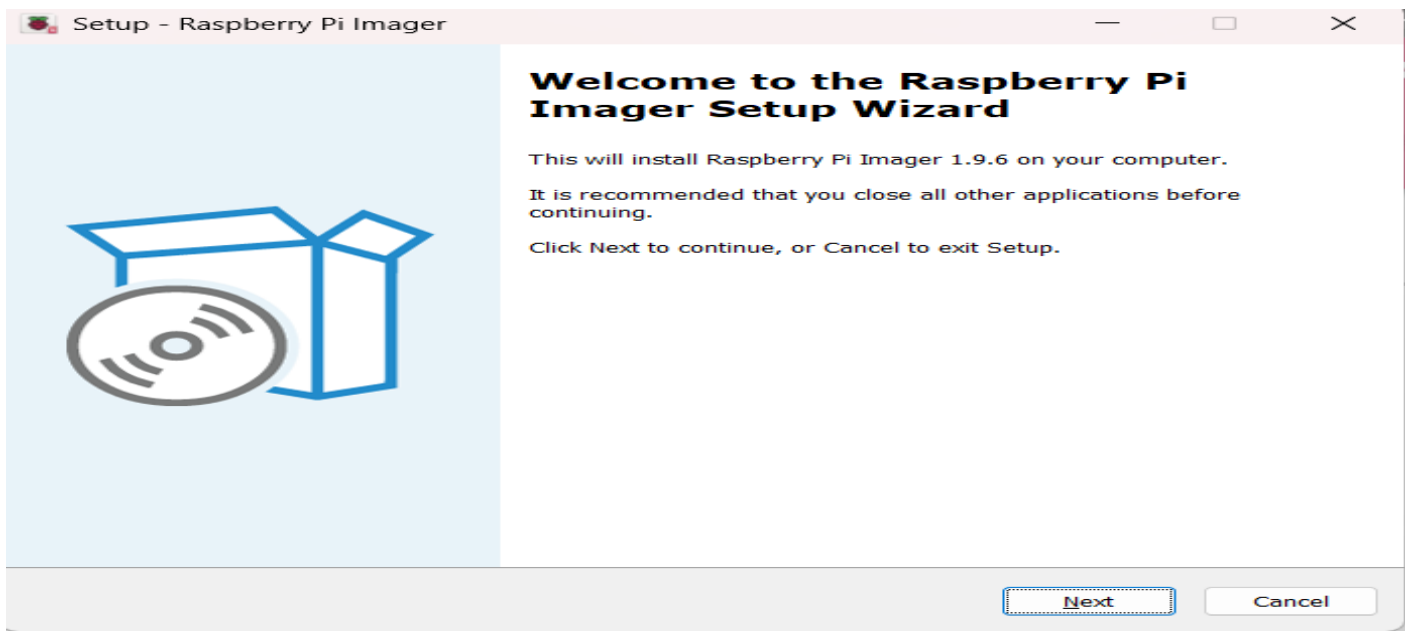 Setup - Raspberry Pi Imager
Welcome to the Raspberry Pi
Imager Setup Wizard
This will install Raspberry Pi Imager 1.9.6 on your computer.
It is recommended that you close all other applications before
continuing.
Click Next to continue, or Cancel to exit Setup.
Next
Cancel